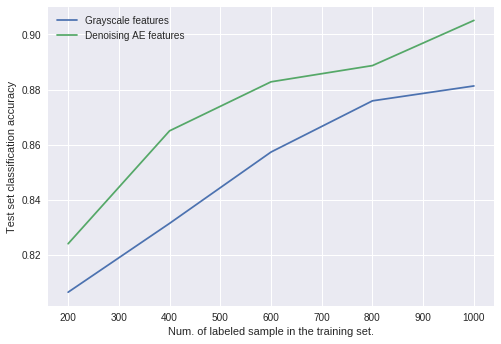 Grayscale features
Denoising AE features
0.90
0.88
0.86
0.84
0.82
Test set classification accuracy
200 300 400 500 600 700 800 900 1000
Num. of labeled sample in the training set.